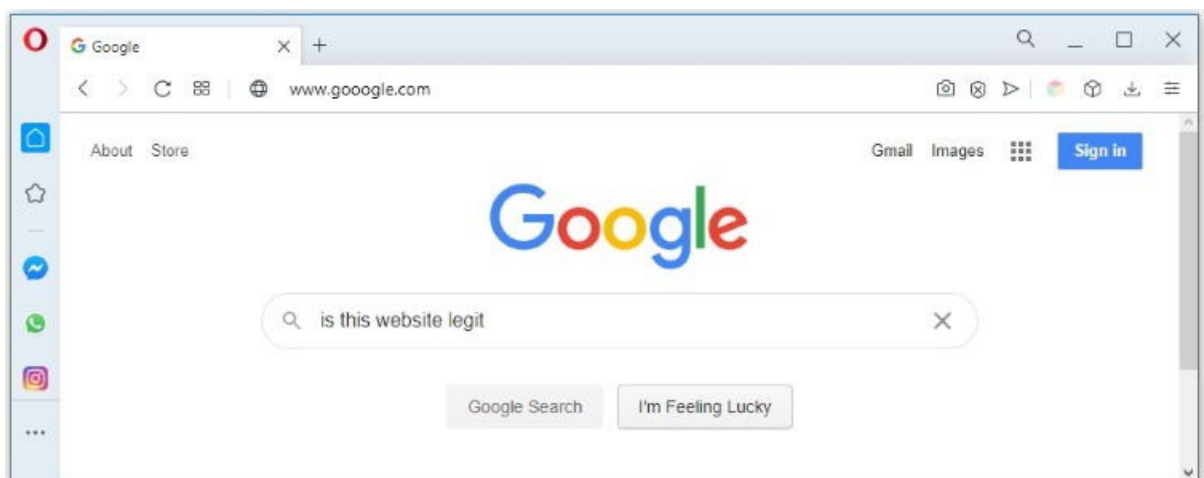 Google
www.gooogle.com
About Store Gmail Images Sign in
Google
is this website legit
Google Search I'm Feeling Lucky